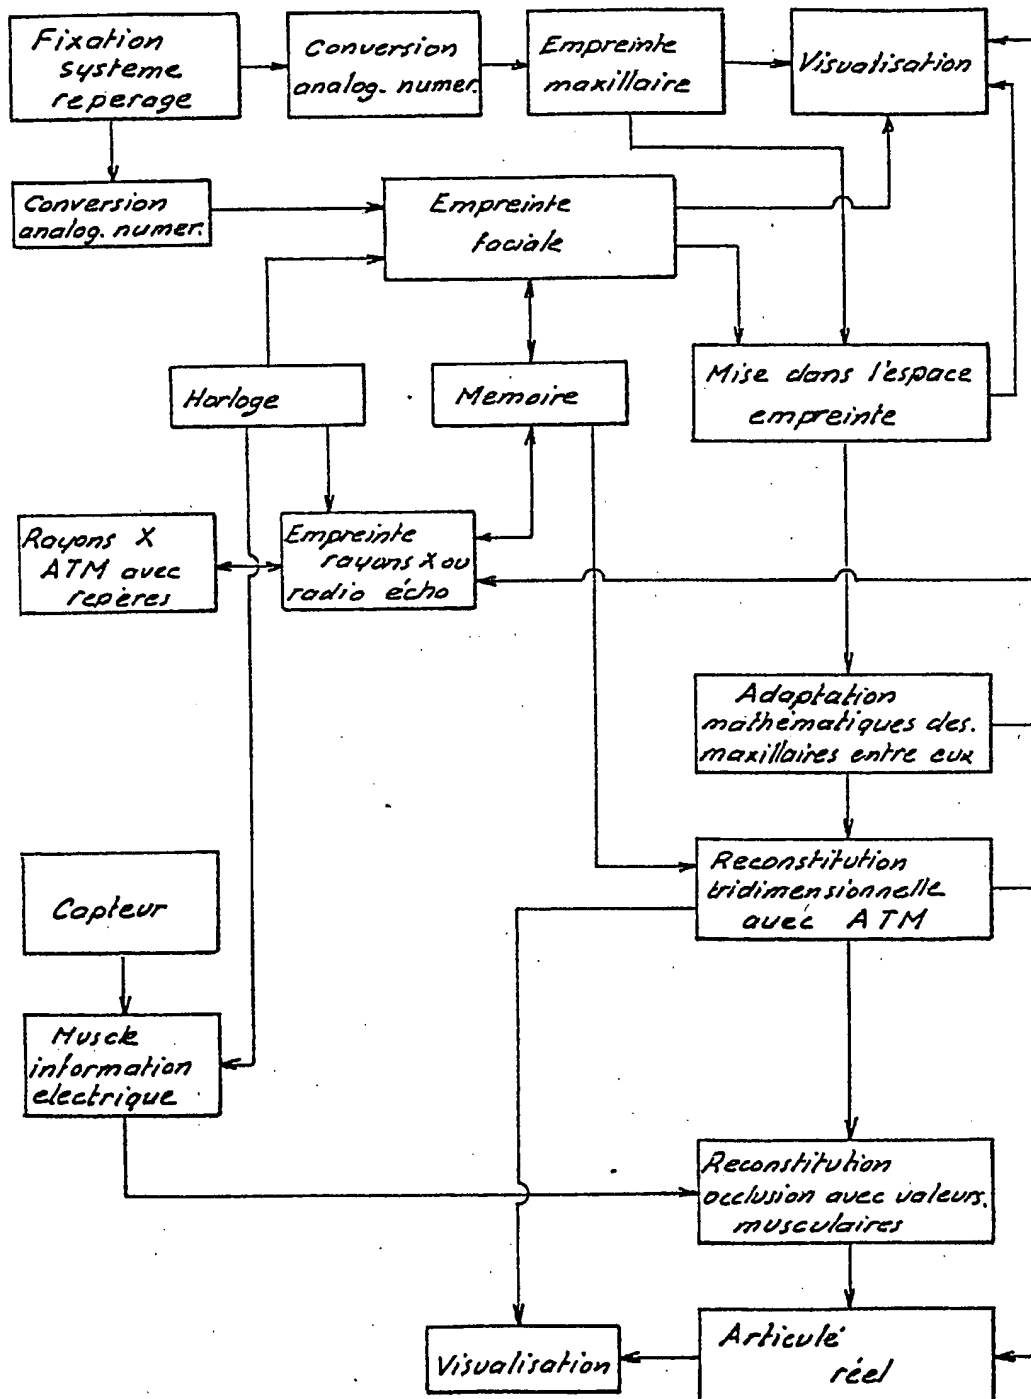 Fixation
systeme
reperage
Conversion
analog. numer.
Empreinte
maxillaire
Visualisation
Conversion
analog. numer.
Empreinte
faciale
Horloge
Memoire
Mise dans l'espace
empreinte
Rayons X
ATM avec
repères
Empreinte
rayons X ou
radio écho
Adaptation
mathématiques des.
maxillaires entre eux
Capteur
Reconstitution
tridimensionnelle
avec ATM
Muscle
information
electrique
Reconstitution
occlusion avec valeurs.
musculaires
Visualisation
Articulé
réel